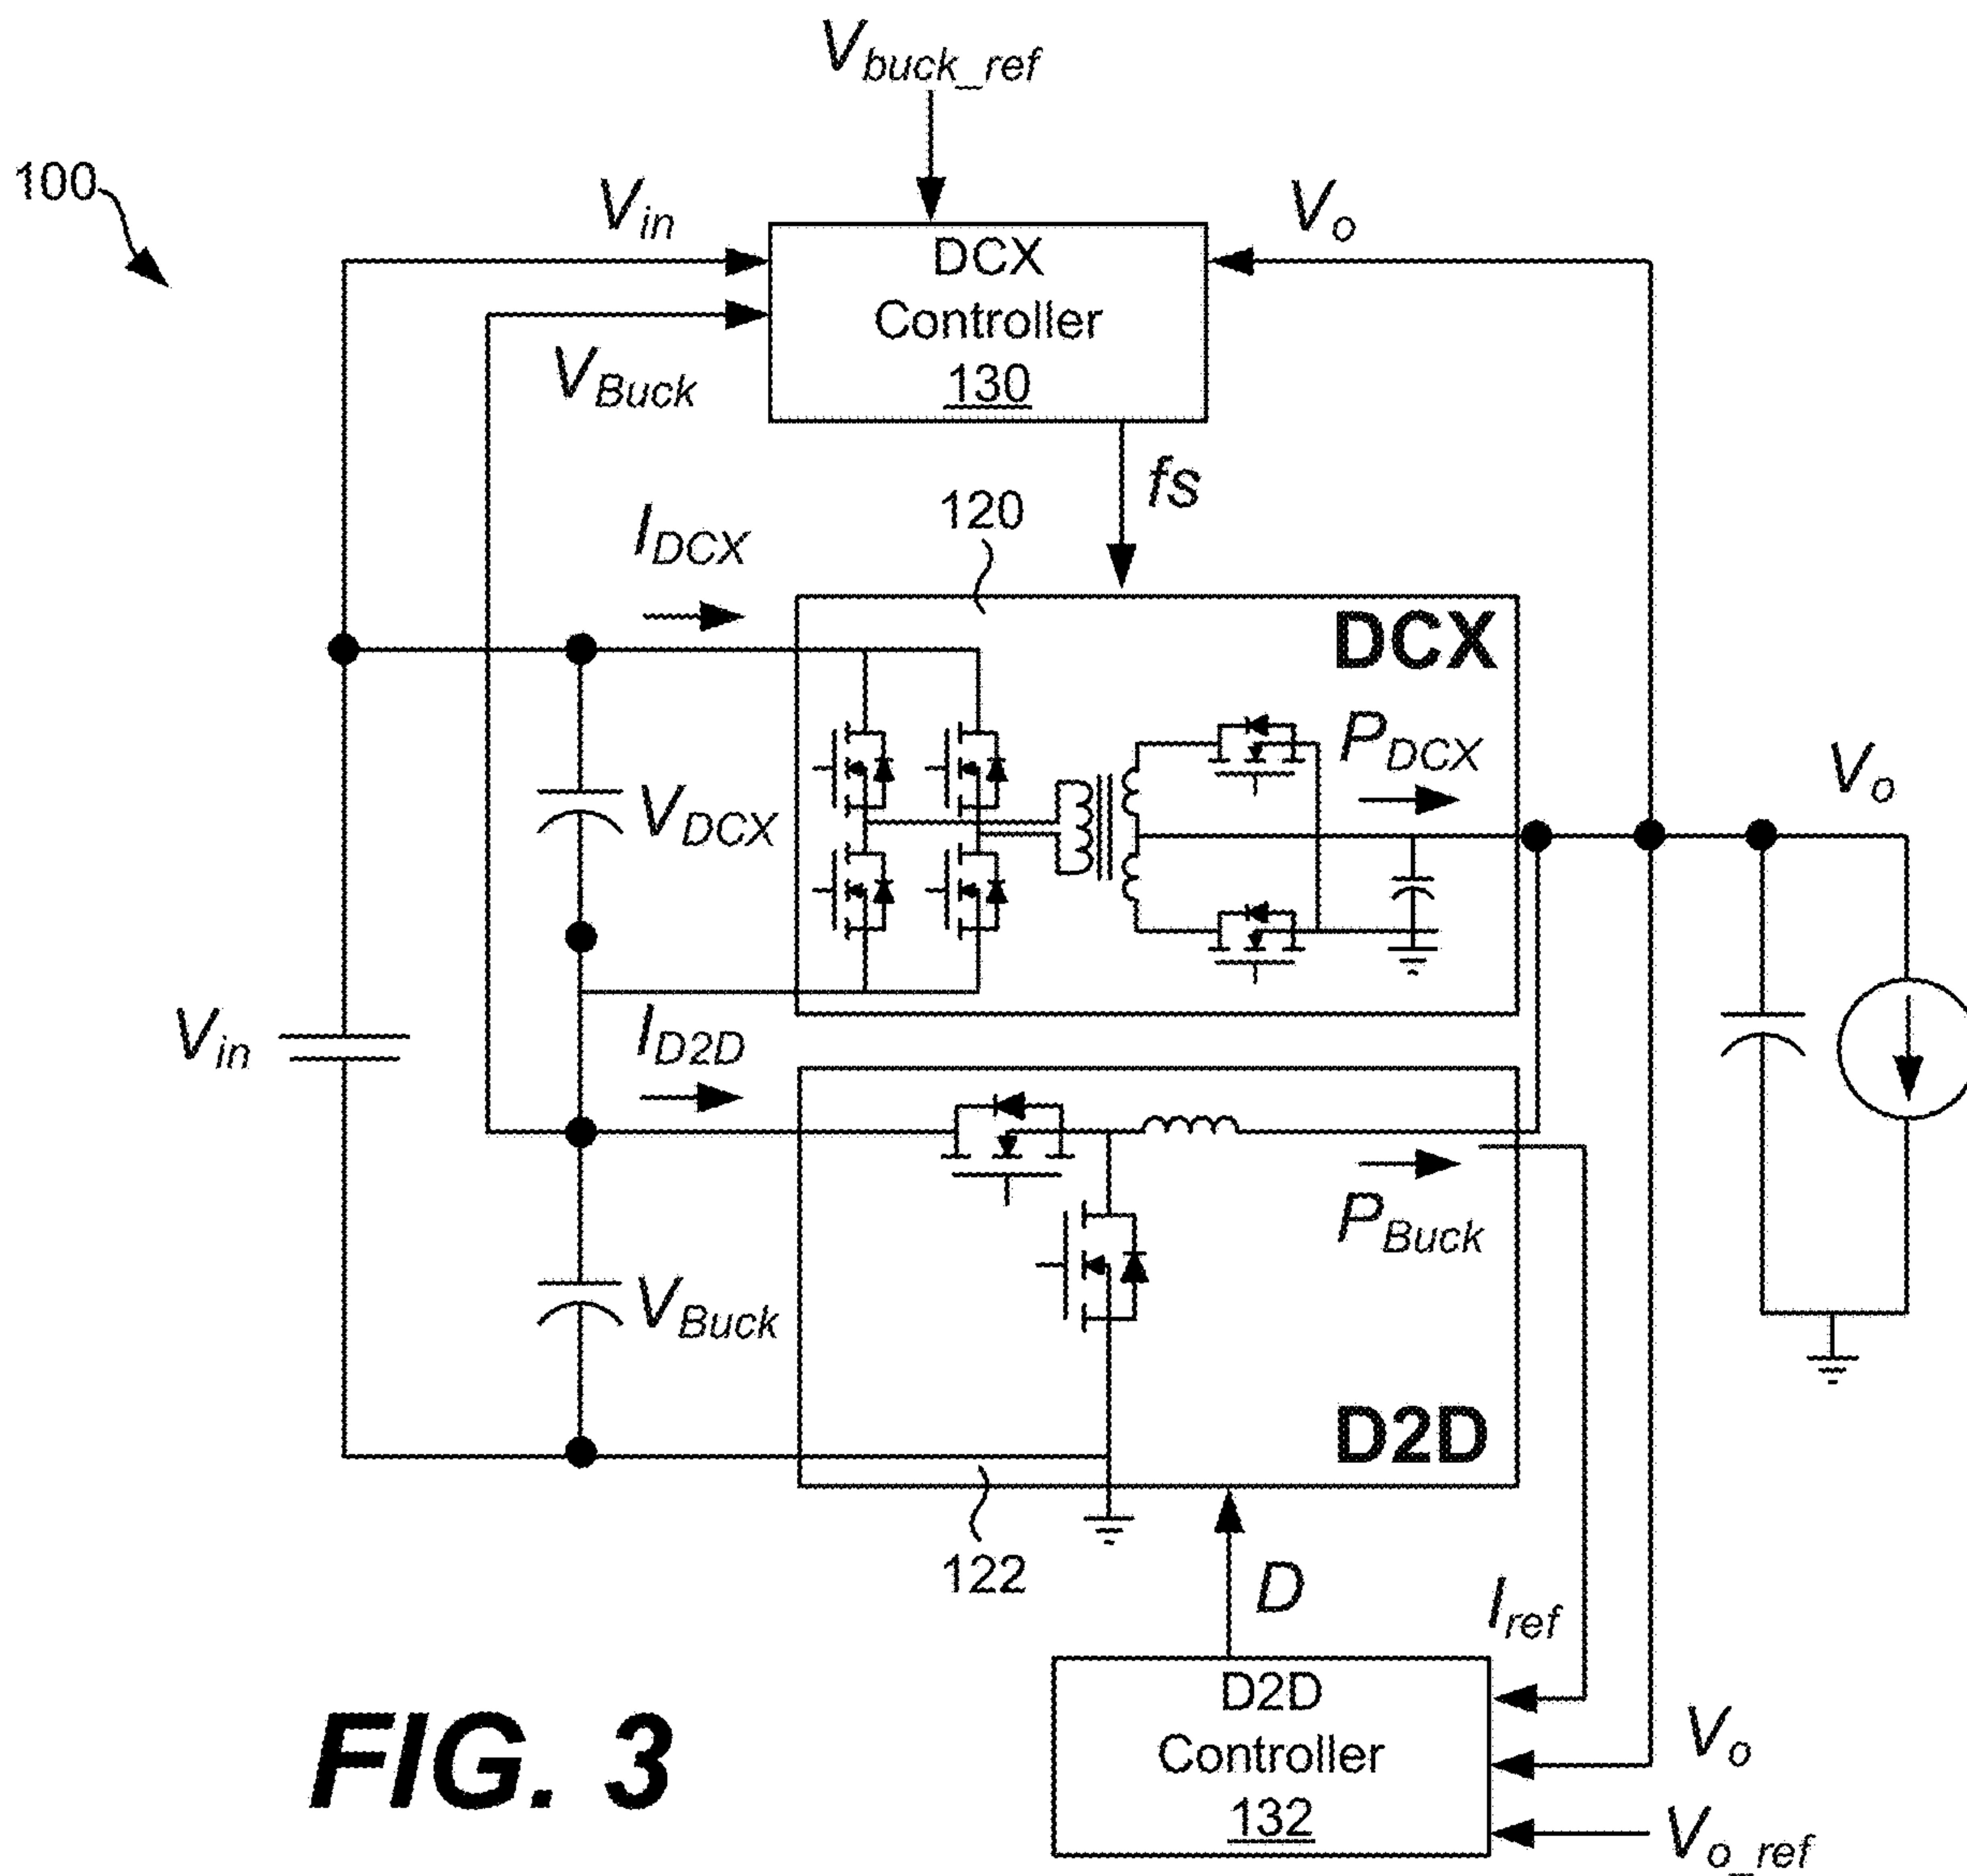 V_buck_ref
100
V_in
V_o
DCX
Controller
130
V_Buck
fs
120
I_DCX
DCX
P_DCX
V_DCX
V_o
V_in
I_D2D
P_Buck
V_Buck
D2D
122
D
I_ref
D2D
Controller
132
V_o
V_o_ref
FIG. 3